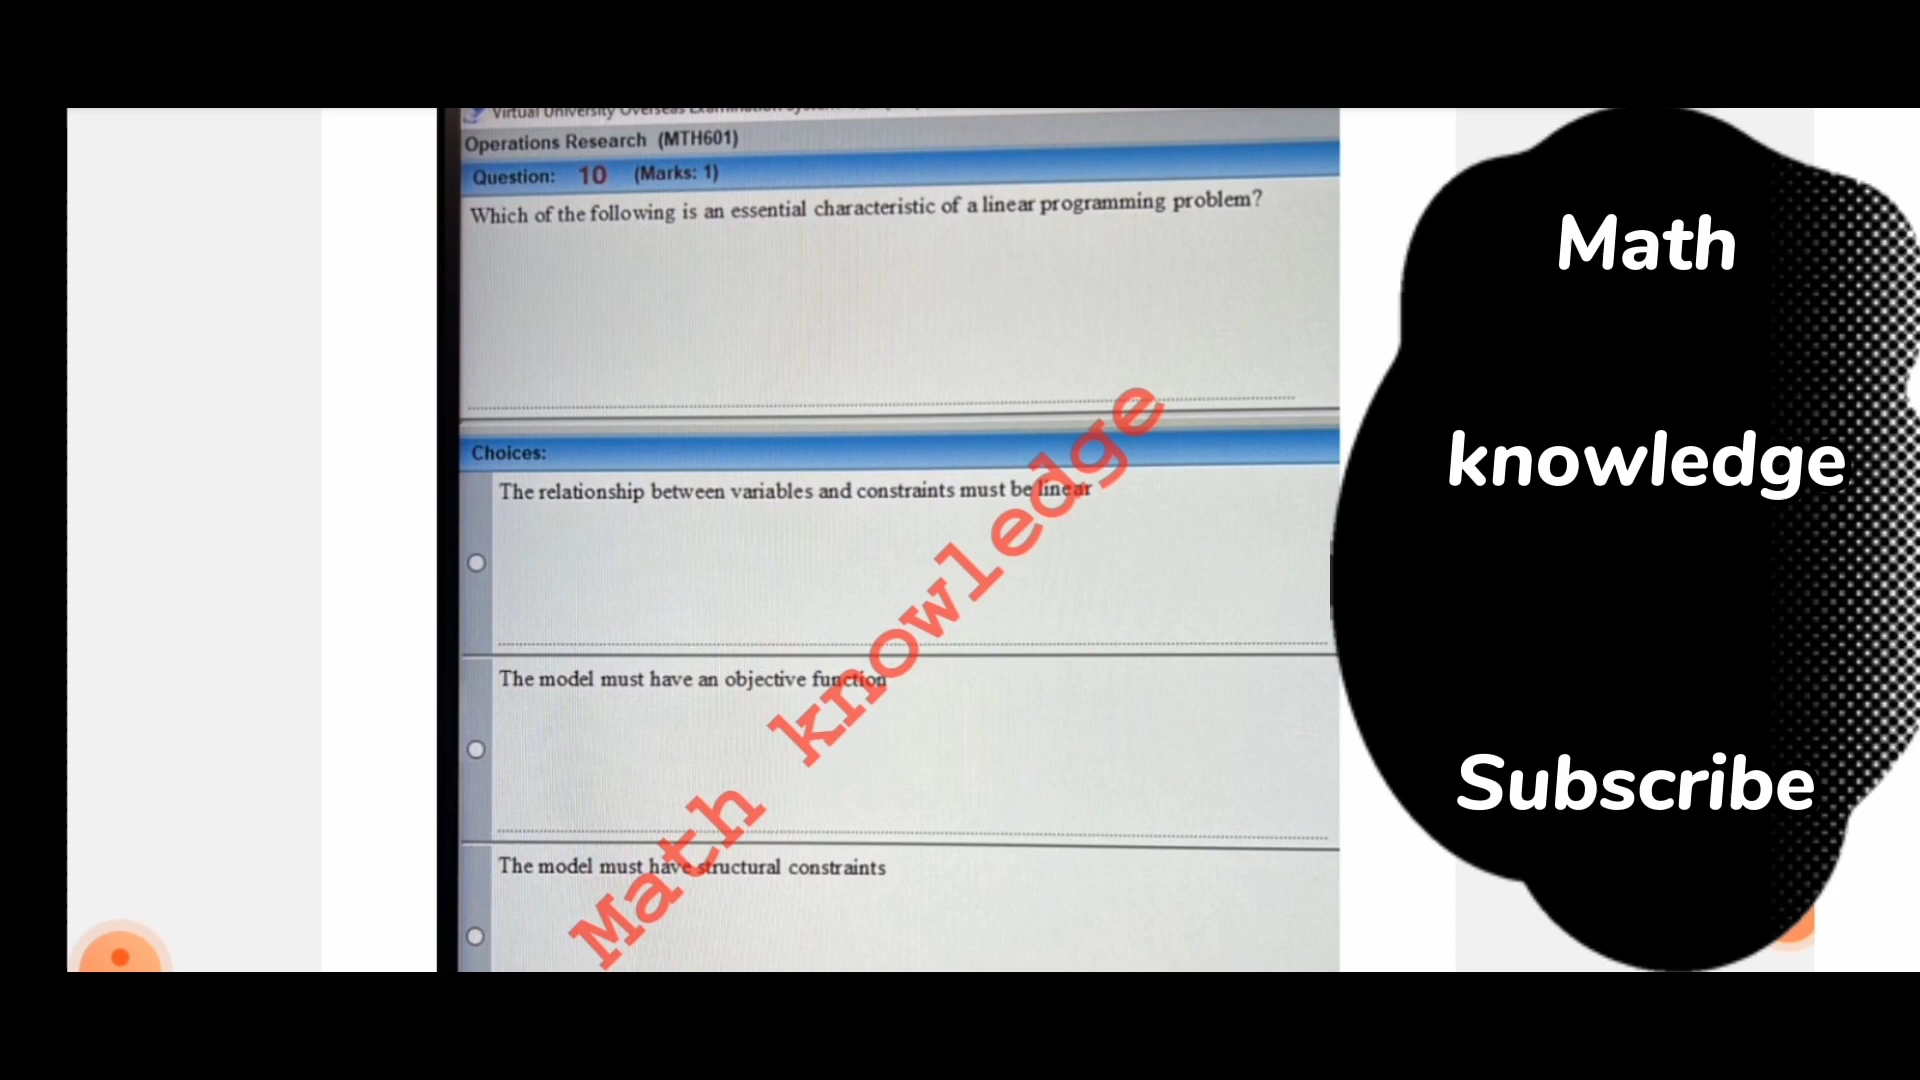 Operations Research (MTH601)
Question: 10 (Marks: 1)
Which of the following is an essential characteristic of a linear programming problem?
Choices:
The relationship between variables and constraints must be linear
The model must have an objective function
The model must have structural constraints
Math knowledge
Math
knowledge
Subscribe